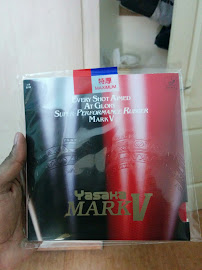 特厚
MAXIMUM
EVERY SHOT AIMED
AT GLORY
SUPER PERFORMANCE RUBBER
MARK V
Yasaka
MARK V